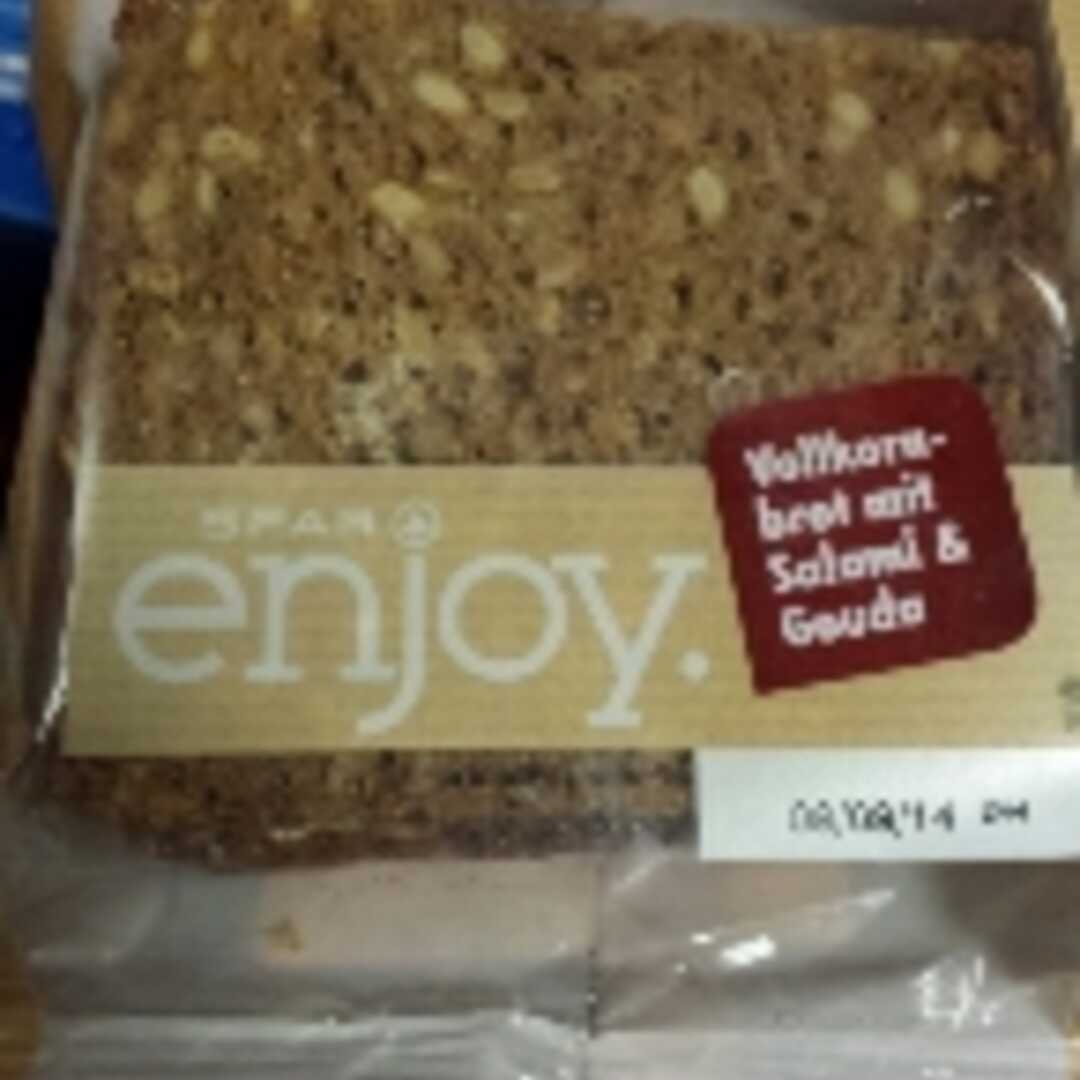 SPAR
enjoy.
Vollkorn-
brot mit
Salami &
Gouda